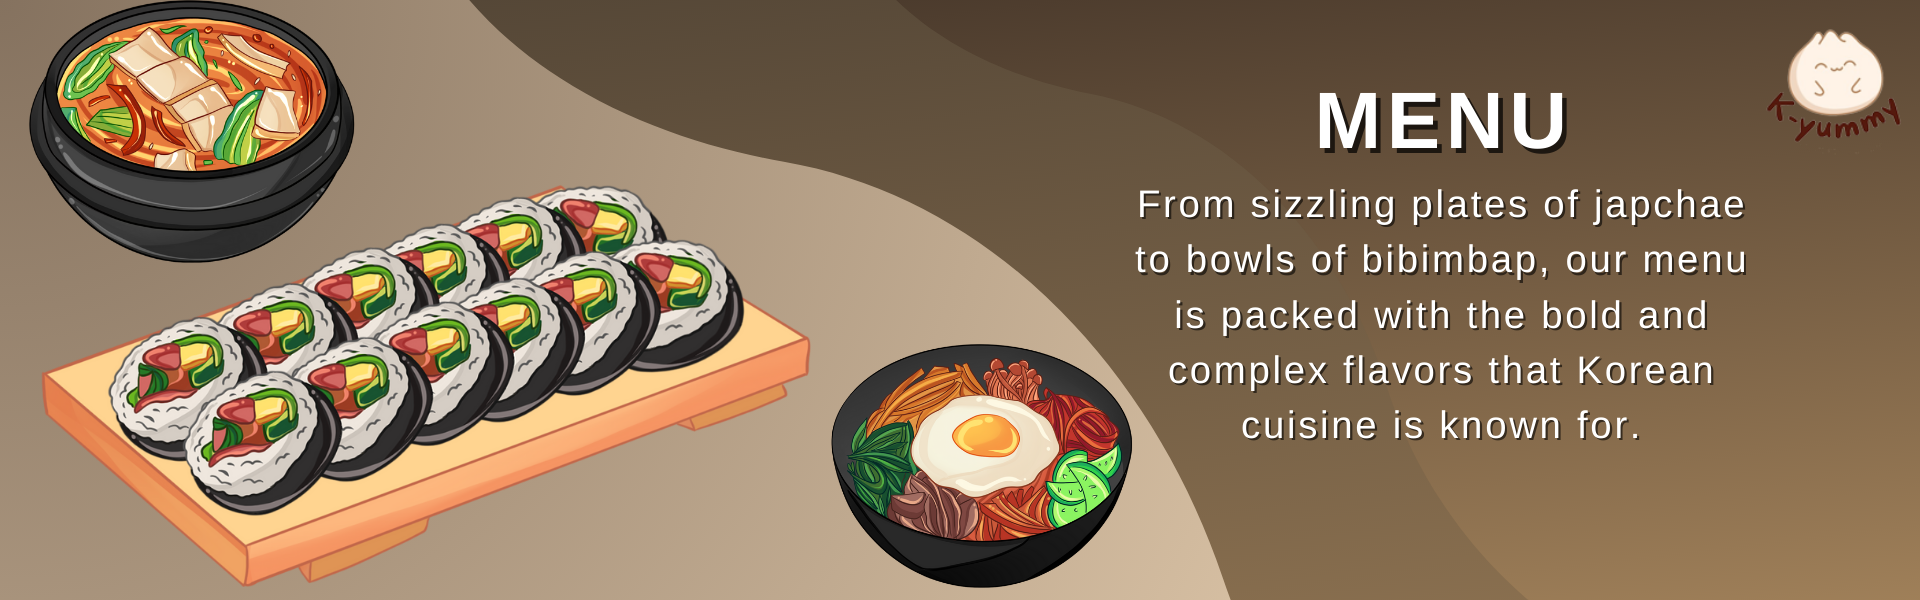 MENU
From sizzling plates of japchae
to bowls of bibimbap, our menu
is packed with the bold and
complex flavors that Korean
cuisine is known for.
K-yummy